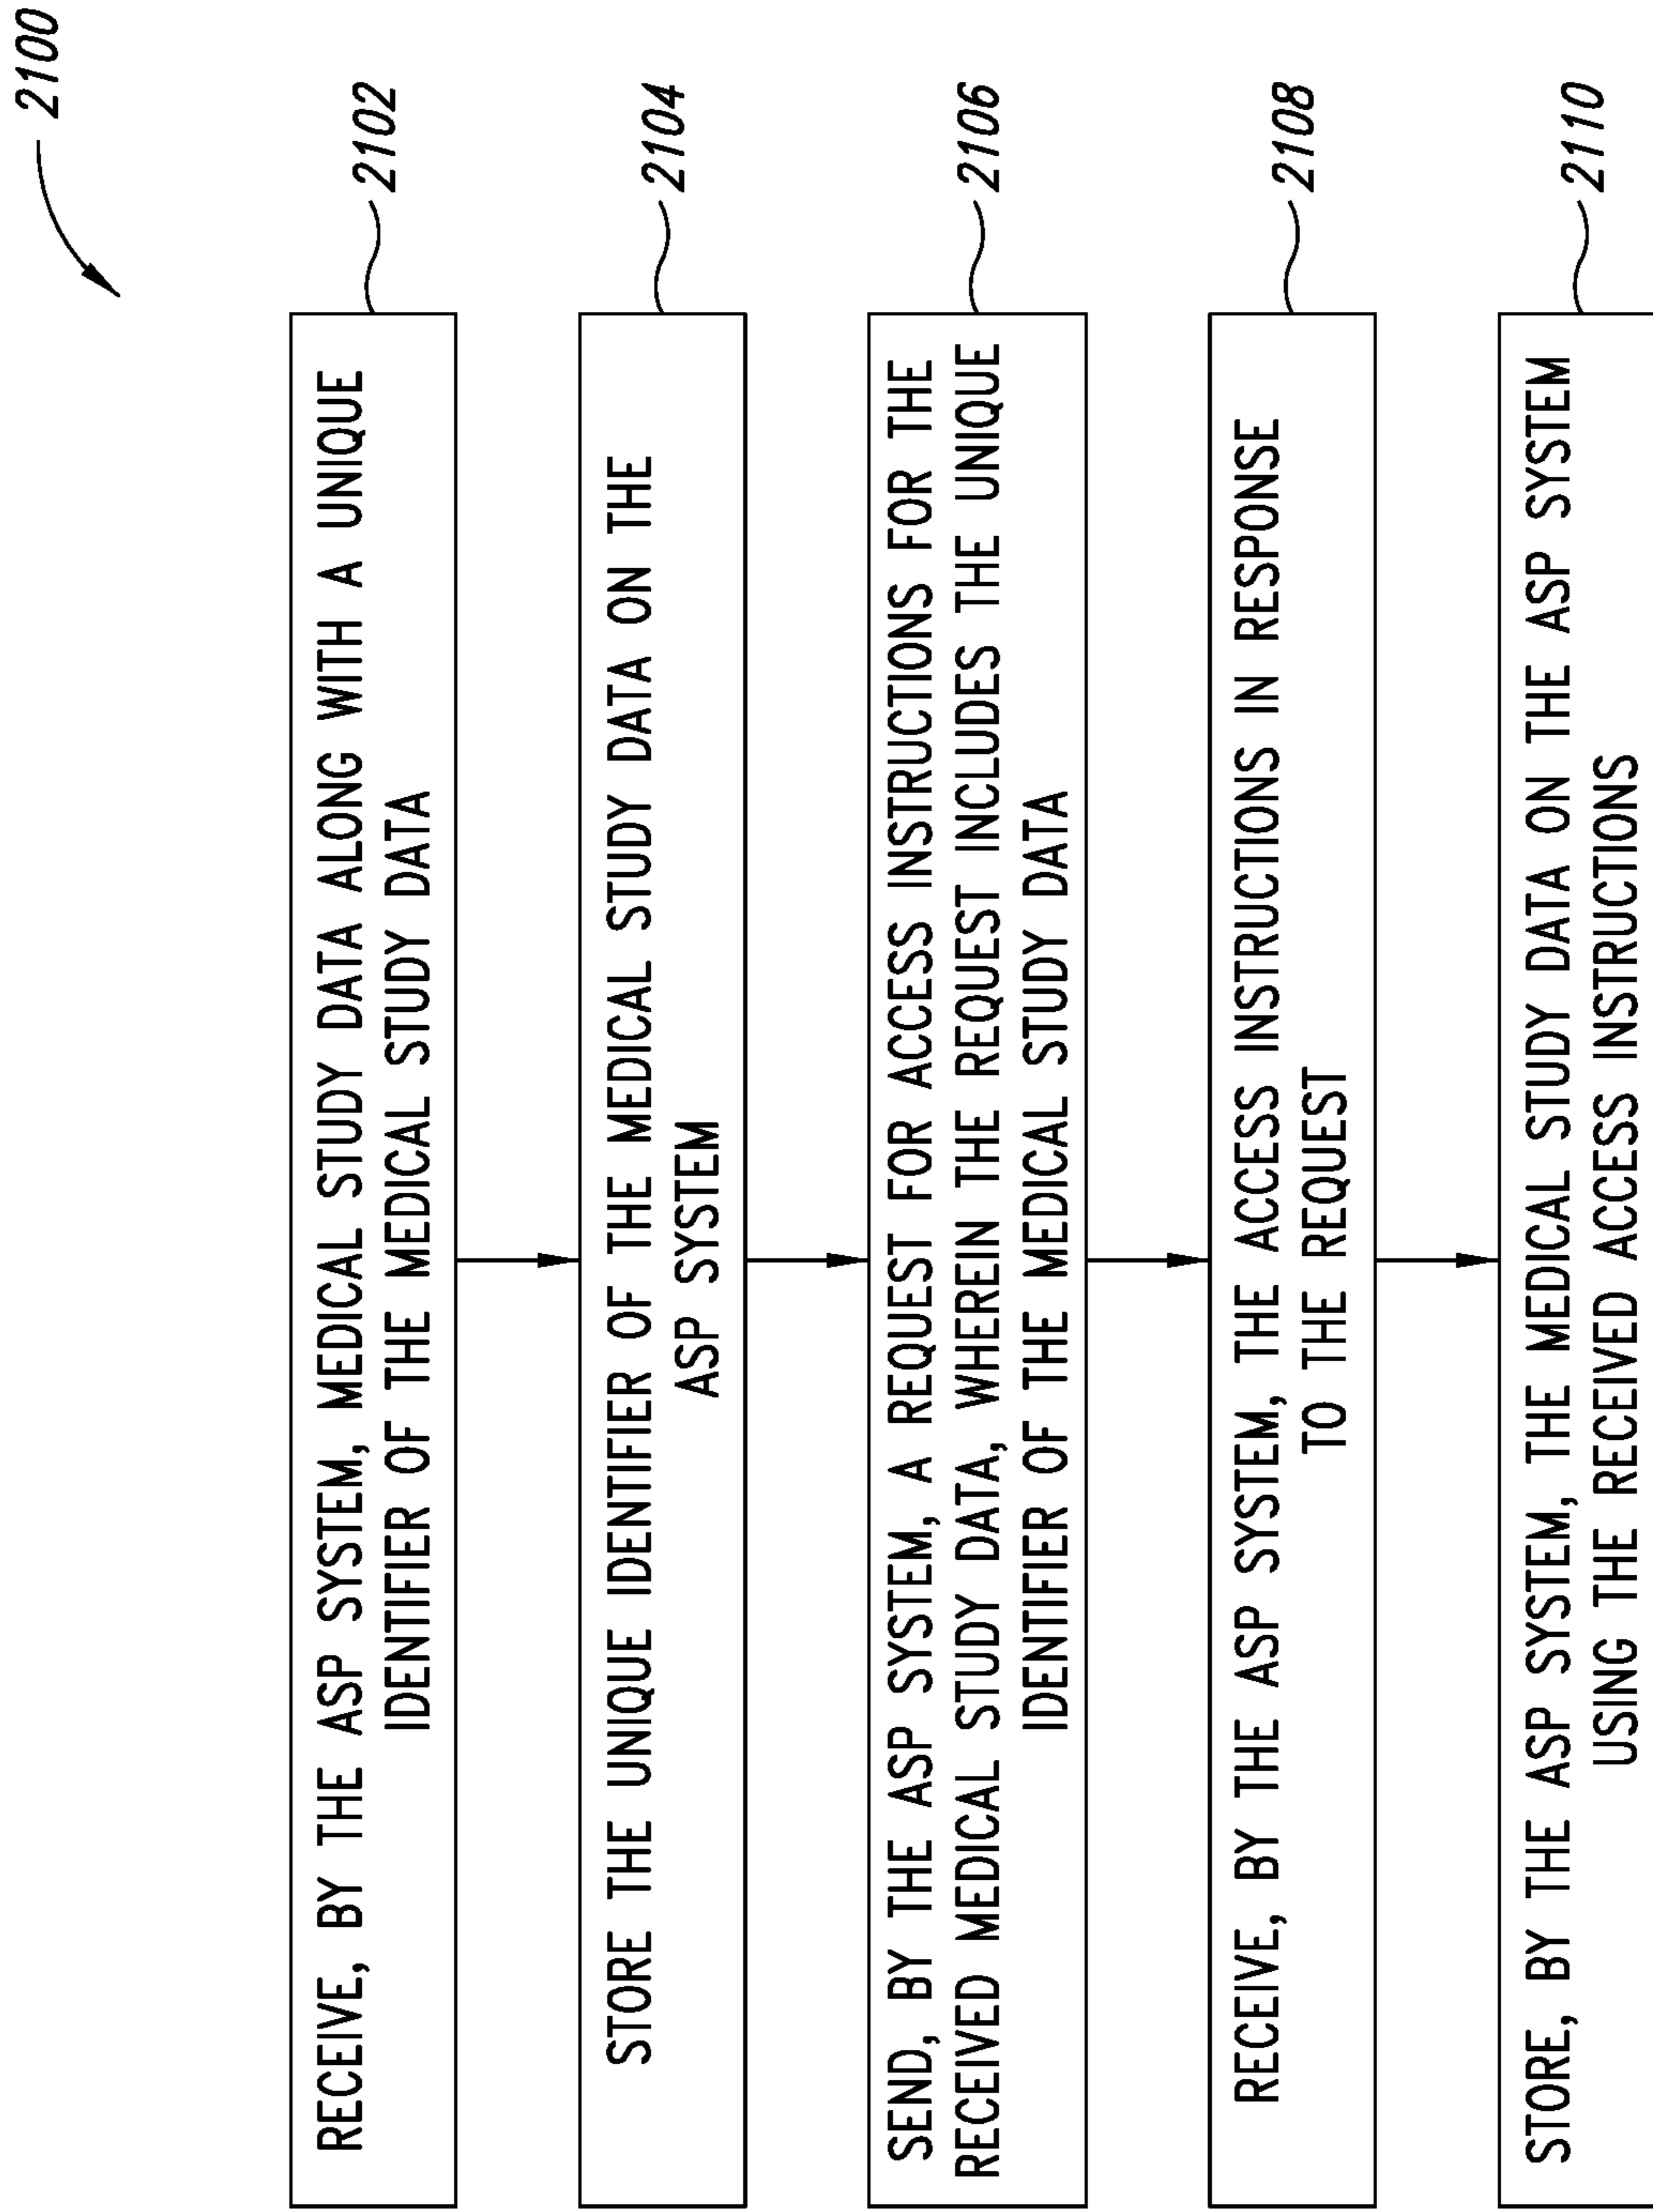 2100
RECEIVE, BY THE ASP SYSTEM, MEDICAL STUDY DATA ALONG WITH A UNIQUE
IDENTIFIER OF THE MEDICAL STUDY DATA
2102
STORE THE UNIQUE IDENTIFIER OF THE MEDICAL STUDY DATA ON THE
ASP SYSTEM
2104
SEND, BY THE ASP SYSTEM, A REQUEST FOR ACCESS INSTRUCTIONS FOR THE
RECEIVED MEDICAL STUDY DATA, WHEREIN THE REQUEST INCLUDES THE UNIQUE
IDENTIFIER OF THE MEDICAL STUDY DATA
2106
RECEIVE, BY THE ASP SYSTEM, THE ACCESS INSTRUCTIONS IN RESPONSE
TO THE REQUEST
2108
STORE, BY THE ASP SYSTEM, THE MEDICAL STUDY DATA ON THE ASP SYSTEM
USING THE RECEIVED ACCESS INSTRUCTIONS
2110